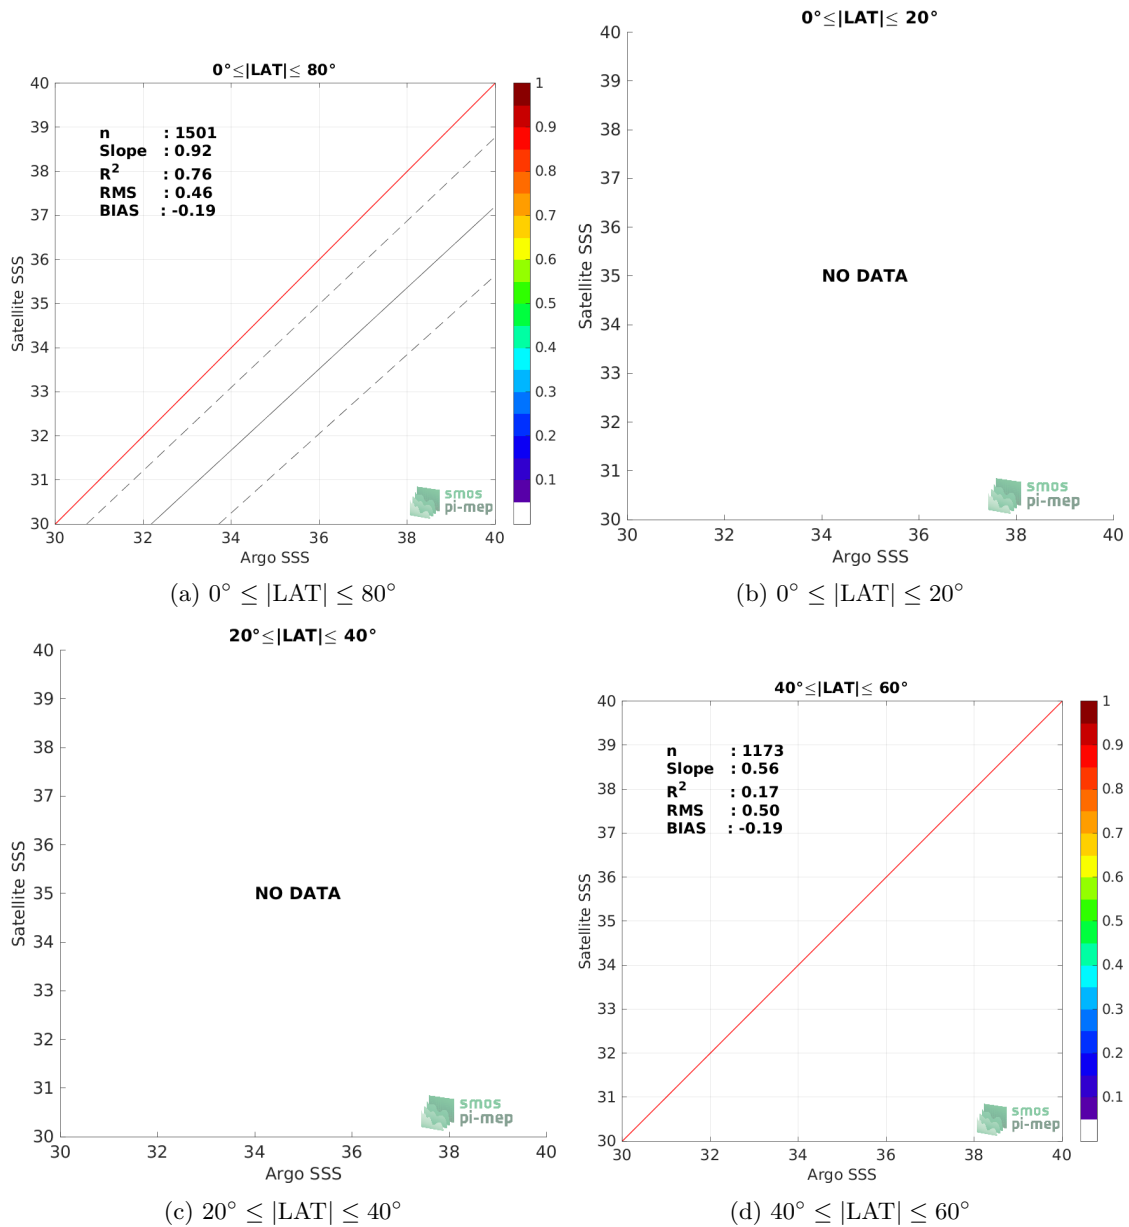 0°≤|LAT|≤ 80°
40
39
38
37
36
35
34
33
32
31
30
Satellite SSS
n : 1501
Slope : 0.92
R² : 0.76
RMS : 0.46
BIAS : -0.19
smos
pi-mep
30 32 34 36 38 40
Argo SSS
1
0.9
0.8
0.7
0.6
0.5
0.4
0.3
0.2
0.1
(a) 0° ≤ |LAT| ≤ 80°
0°≤|LAT|≤ 20°
40
39
38
37
36
35
34
33
32
31
30
Satellite SSS
NO DATA
smos
pi-mep
30 32 34 36 38 40
Argo SSS
(b) 0° ≤ |LAT| ≤ 20°
20°≤|LAT|≤ 40°
40
39
38
37
36
35
34
33
32
31
30
Satellite SSS
NO DATA
smos
pi-mep
30 32 34 36 38 40
Argo SSS
(c) 20° ≤ |LAT| ≤ 40°
40°≤|LAT|≤ 60°
40
39
38
37
36
35
34
33
32
31
30
Satellite SSS
n : 1173
Slope : 0.56
R² : 0.17
RMS : 0.50
BIAS : -0.19
smos
pi-mep
30 32 34 36 38 40
Argo SSS
1
0.9
0.8
0.7
0.6
0.5
0.4
0.3
0.2
0.1
(d) 40° ≤ |LAT| ≤ 60°